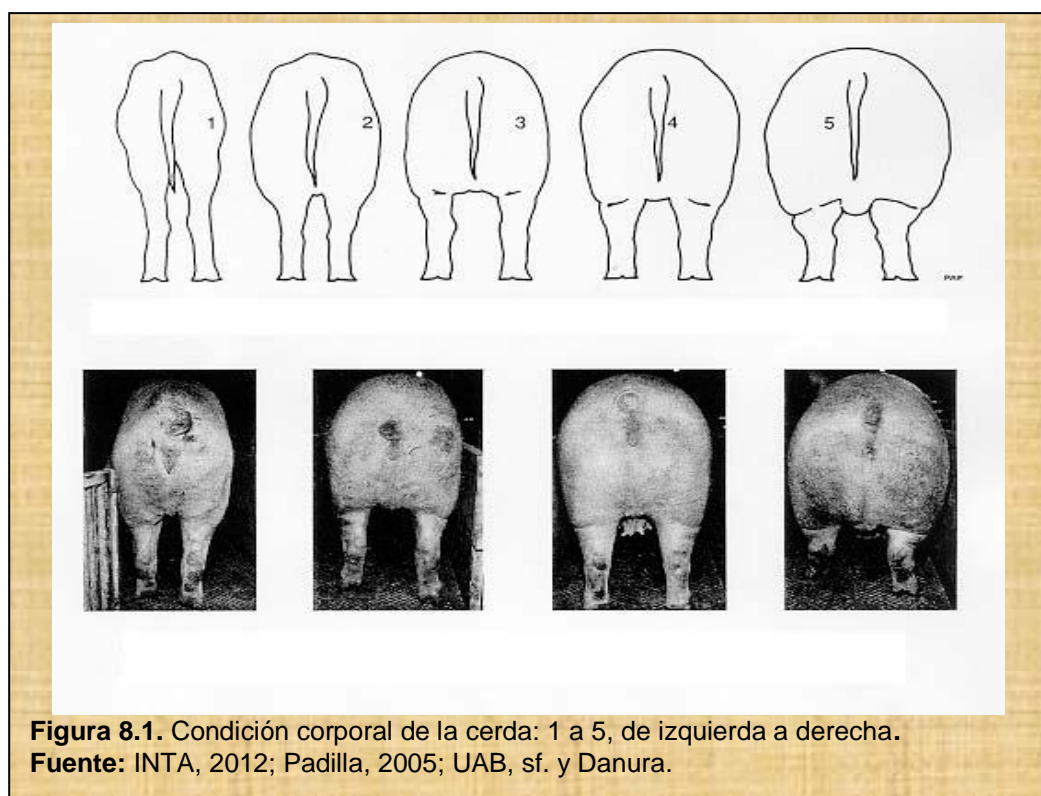 1 2 3 4 5
Figura 8.1. Condición corporal de la cerda: 1 a 5, de izquierda a derecha.
Fuente: INTA, 2012; Padilla, 2005; UAB, sf. y Danura.